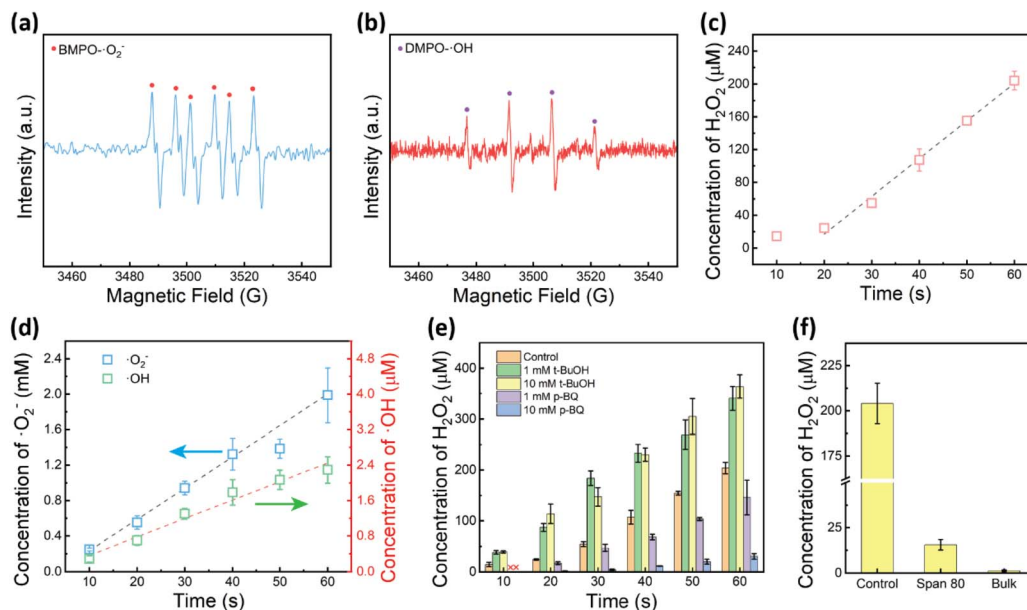 (a)
BMPO-·O₂⁻
Intensity (a.u.)
3460 3480 3500 3520 3540
Magnetic Field (G)
(b)
DMPO-·OH
Intensity (a.u.)
3460 3480 3500 3520 3540
Magnetic Field (G)
(c)
Concentration of H₂O₂ (μM)
240
200
160
120
80
40
0
10 20 30 40 50 60
Time (s)
(d)
·O₂⁻
·OH
Concentration of ·O₂⁻ (mM)
2.4
2.0
1.6
1.2
0.8
0.4
0.0
Concentration of ·OH (μM)
4.8
4.0
3.2
2.4
1.6
0.8
0.0
10 20 30 40 50 60
Time (s)
(e)
Control
1 mM t-BuOH
10 mM t-BuOH
1 mM p-BQ
10 mM p-BQ
Concentration of H₂O₂ (μM)
400
300
200
100
0
××
10 20 30 40 50 60
Time (s)
(f)
Concentration of H₂O₂ (μM)
225
200
175
25
0
Control Span 80 Bulk